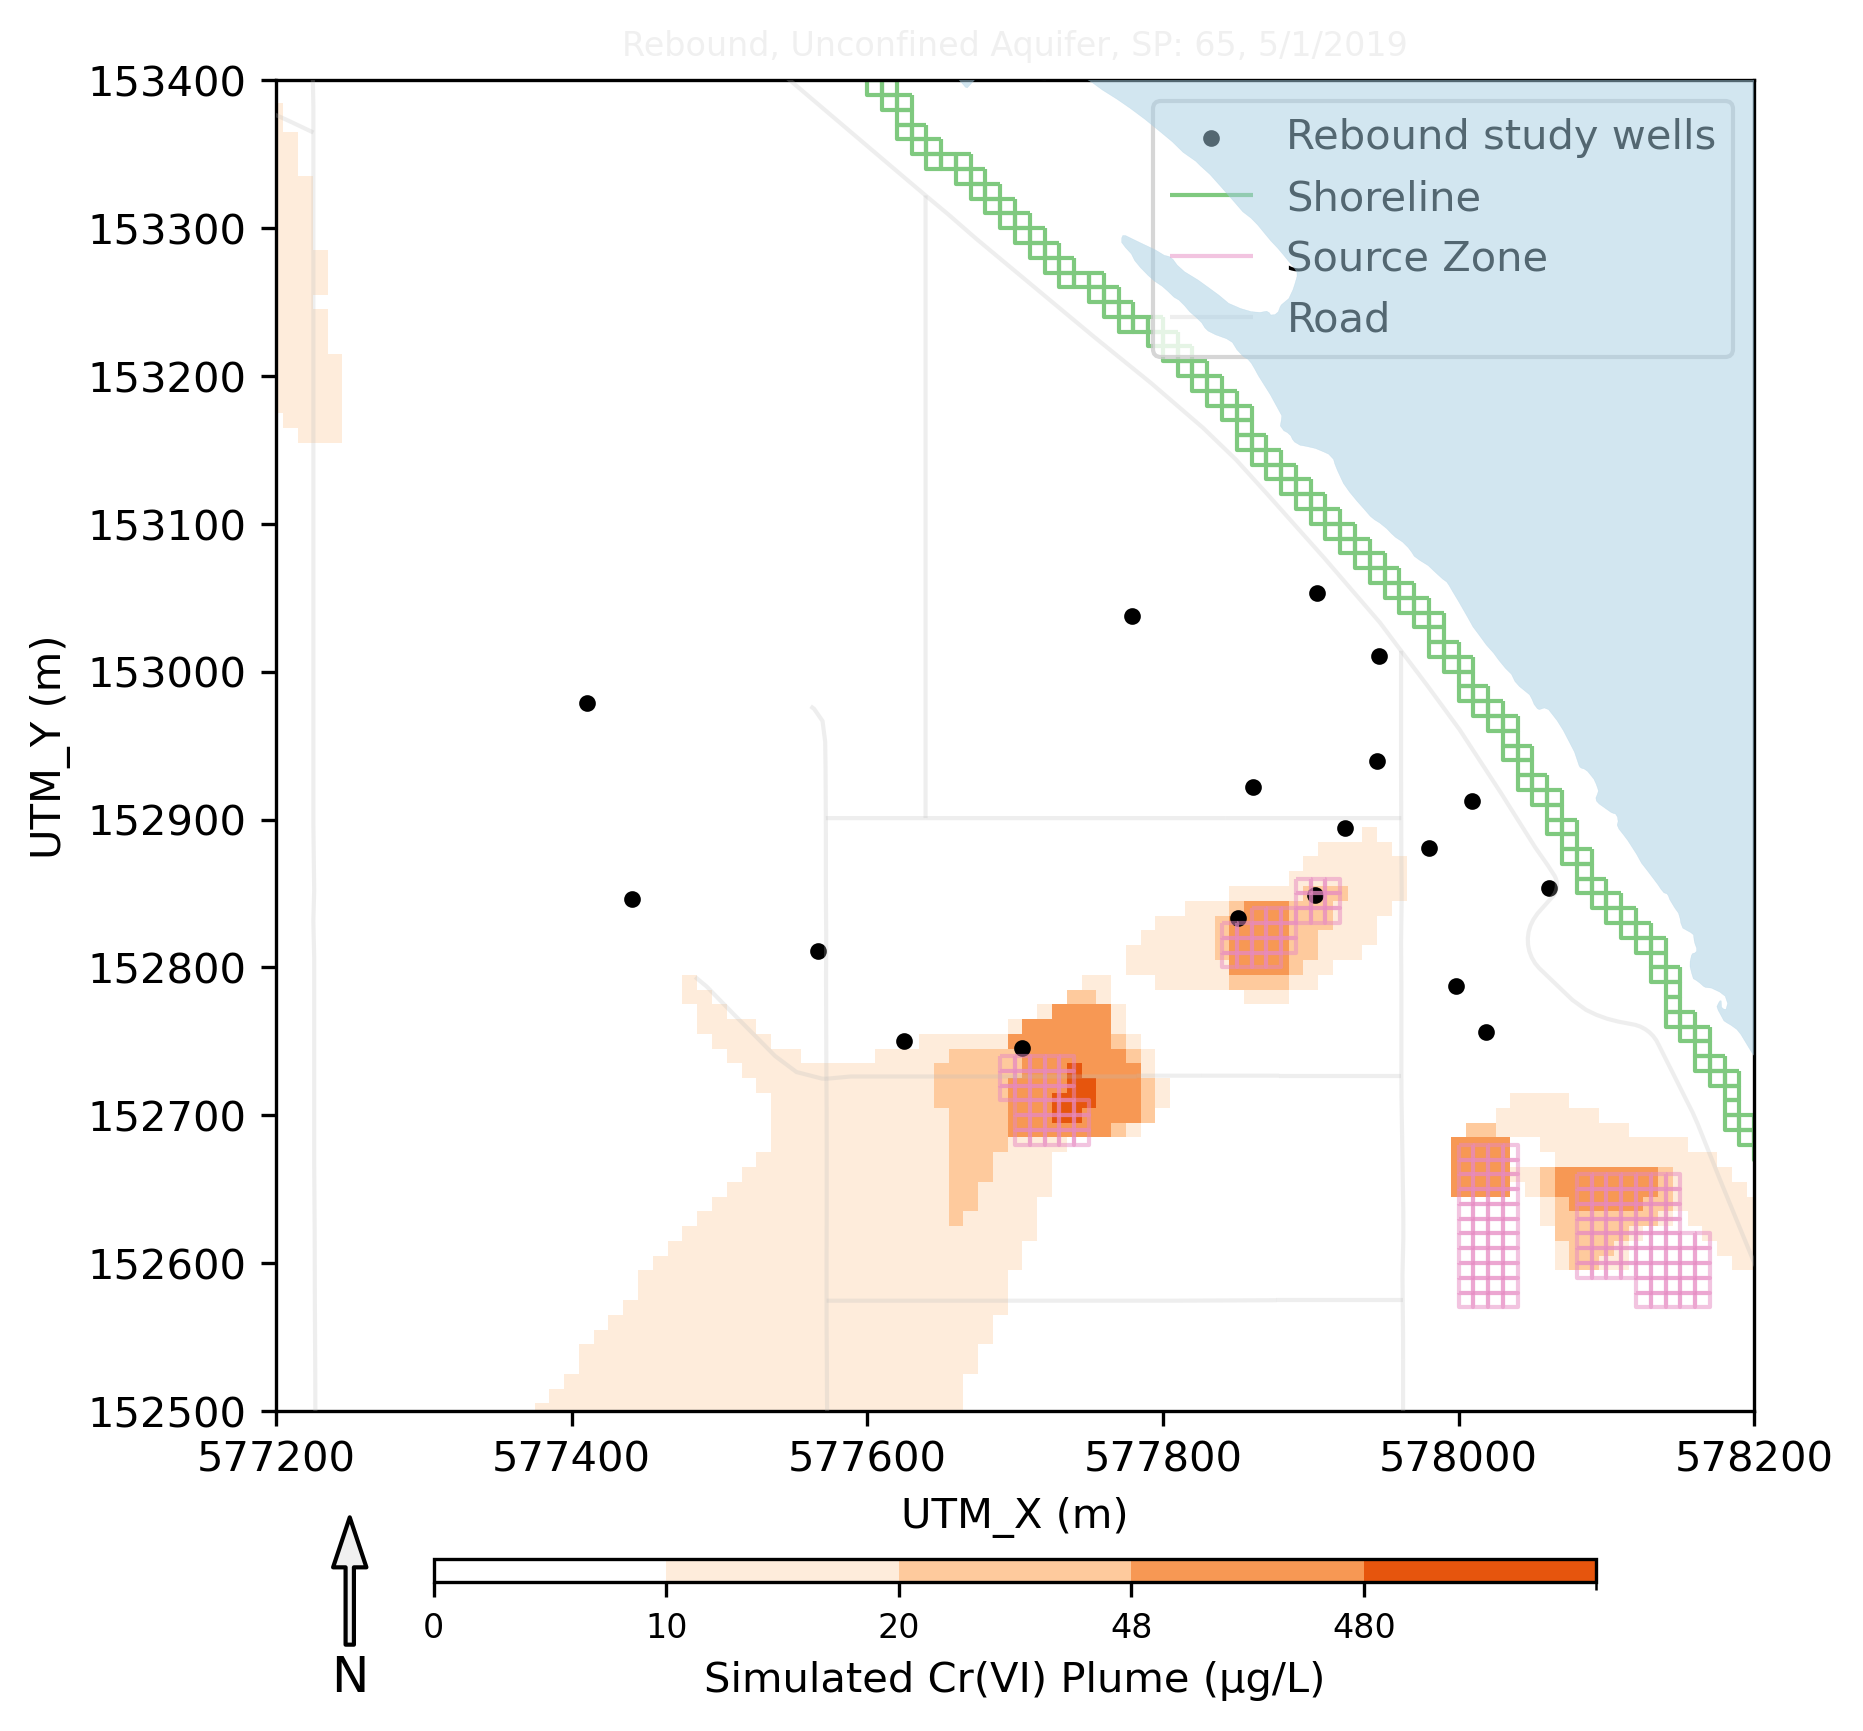 Rebound, Unconfined Aquifer, SP: 65, 5/1/2019
153400
153300
153200
153100
153000
152900
152800
152700
152600
152500
UTM_Y (m)
Rebound study wells
Shoreline
Source Zone
Road
577200 577400 577600 577800 578000 578200
UTM_X (m)
N
0 10 20 48 480
Simulated Cr(VI) Plume (μg/L)